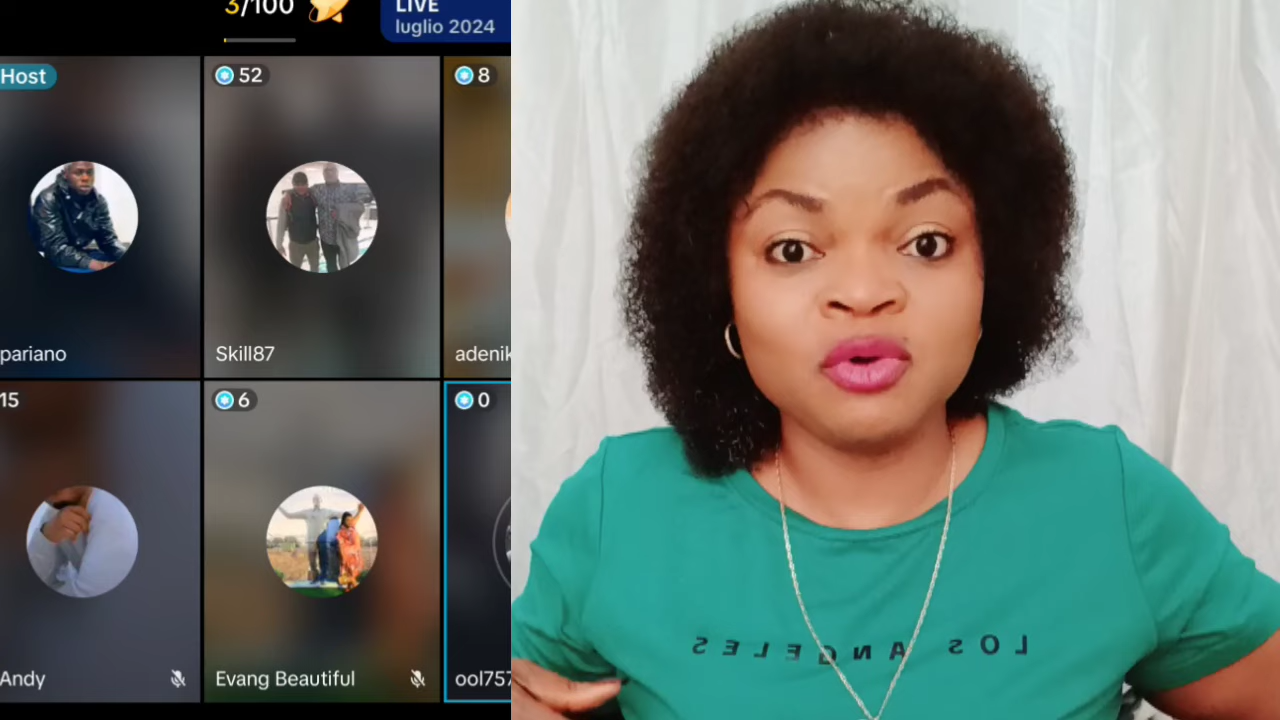 3/100
LIVE
luglio 2024
Host
52
8
pariano
Skill87
adenik
15
6
0
Andy
Evang Beautiful
ool757
LOS ANGELES